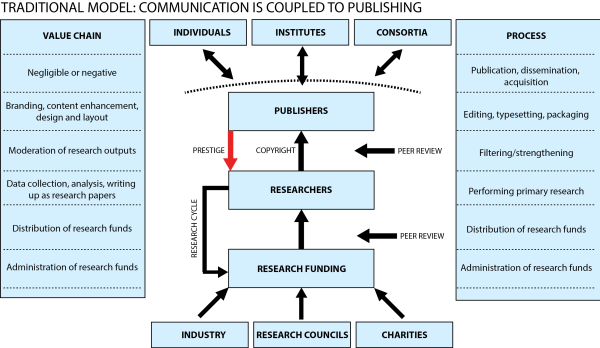 TRADITIONAL MODEL: COMMUNICATION IS COUPLED TO PUBLISHING
VALUE CHAIN
Negligible or negative
Branding, content enhancement,
design and layout
Moderation of research outputs
Data collection, analysis, writing
up as research papers
Distribution of research funds
Administration of research funds
INDIVIDUALS
INSTITUTES
CONSORTIA
PUBLISHERS
PRESTIGE
COPYRIGHT
PEER REVIEW
RESEARCHERS
RESEARCH CYCLE
PEER REVIEW
RESEARCH FUNDING
INDUSTRY
RESEARCH COUNCILS
CHARITIES
PROCESS
Publication, dissemination,
acquisition
Editing, typesetting, packaging
Filtering/strengthening
Performing primary research
Distribution of research funds
Administration of research funds